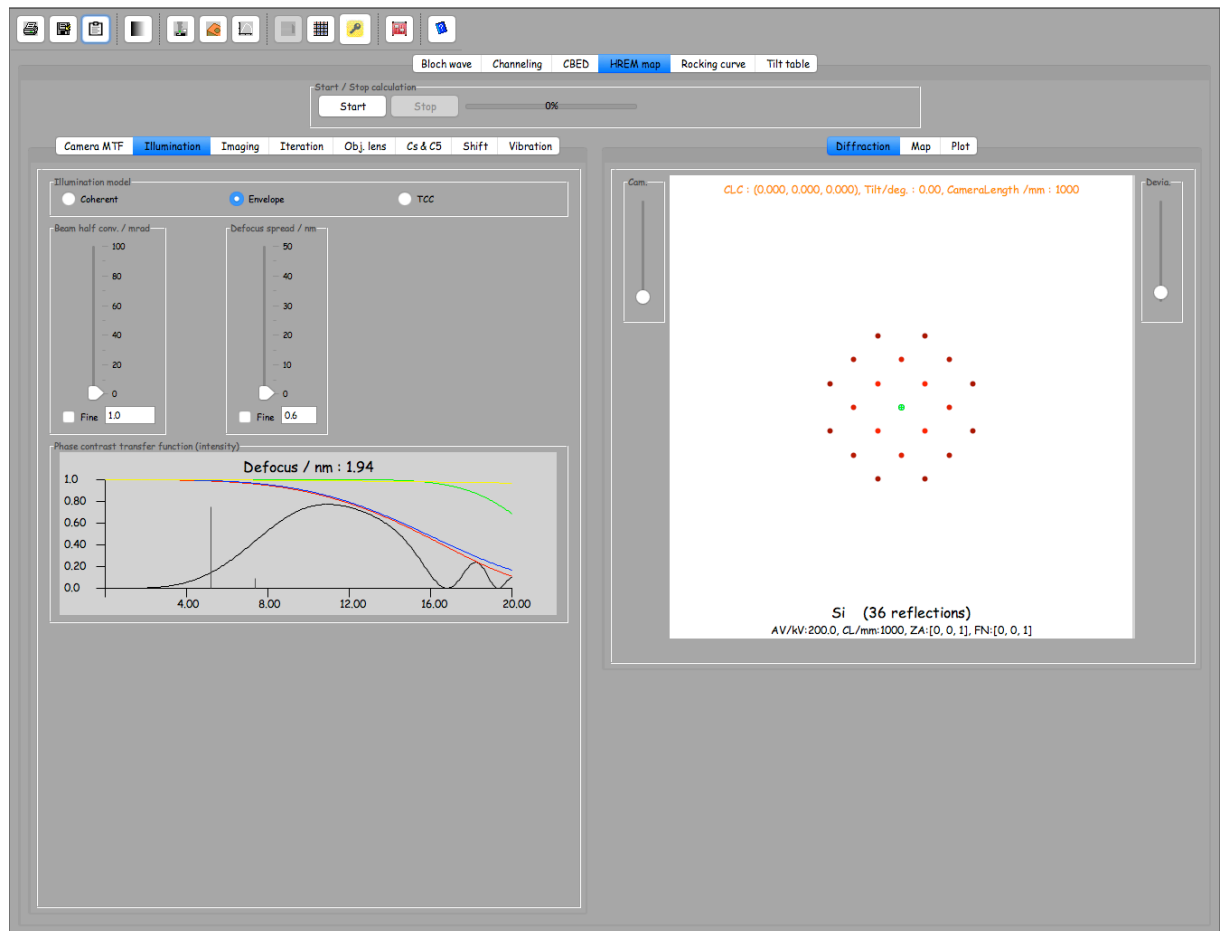 Bloch wave Channeling CBED HREM map Rocking curve Tilt table
Start / Stop calculation
Start Stop 0%
Camera MTF Illumination Imaging Iteration Obj. lens Cs & C5 Shift Vibration
Illumination model
Coherent Envelope TCC
Beam half conv. / mrad
100
80
60
40
20
0
Fine 1.0
Defocus spread / nm
50
40
30
20
10
0
Fine 0.6
Phase contrast transfer function (intensity)
Defocus / nm : 1.94
1.0
0.80
0.60
0.40
0.20
0.0
4.00 8.00 12.00 16.00 20.00
Diffraction Map Plot
Cam.
CLC : (0.000, 0.000, 0.000), Tilt/deg. : 0.00, CameraLength /mm : 1000
Devia.
Si (36 reflections)
AV/kV:200.0, CL/mm:1000, ZA:[0, 0, 1], FN:[0, 0, 1]